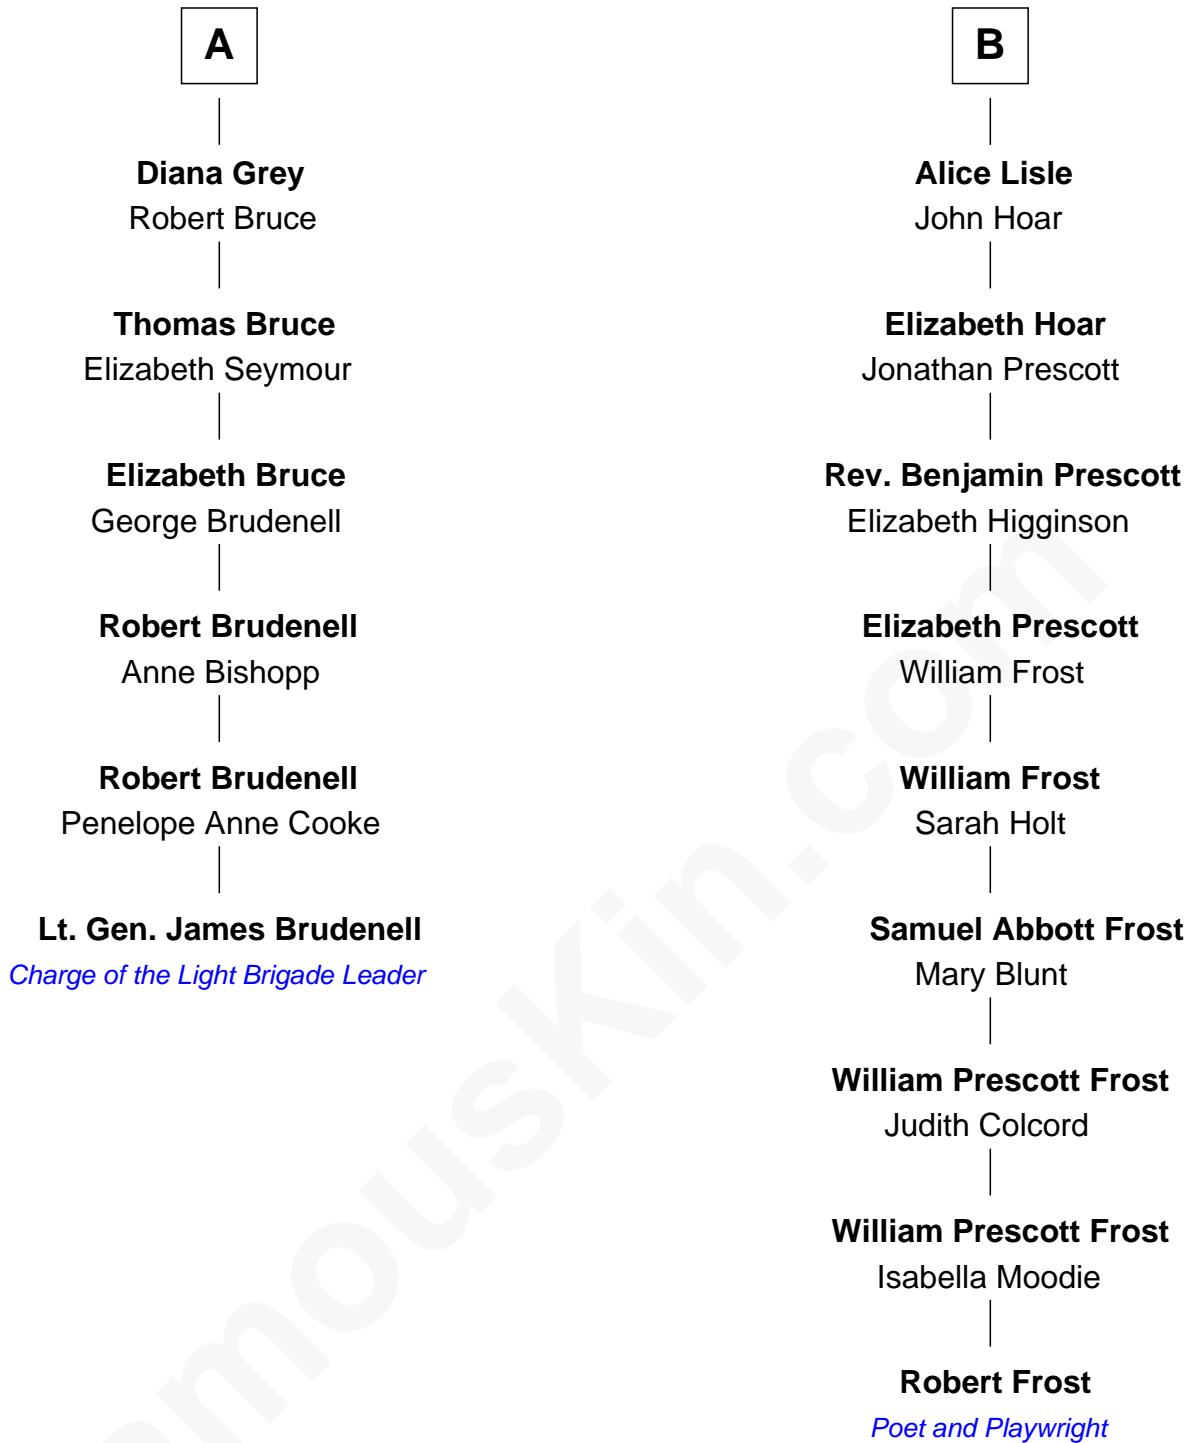 A
Diana Grey
Robert Bruce
Thomas Bruce
Elizabeth Seymour
Elizabeth Bruce
George Brudenell
Robert Brudenell
Anne Bishopp
Robert Brudenell
Penelope Anne Cooke
Lt. Gen. James Brudenell
Charge of the Light Brigade Leader
B
Alice Lisle
John Hoar
Elizabeth Hoar
Jonathan Prescott
Rev. Benjamin Prescott
Elizabeth Higginson
Elizabeth Prescott
William Frost
William Frost
Sarah Holt
Samuel Abbott Frost
Mary Blunt
William Prescott Frost
Judith Colcord
William Prescott Frost
Isabella Moodie
Robert Frost
Poet and Playwright
amouskin.com